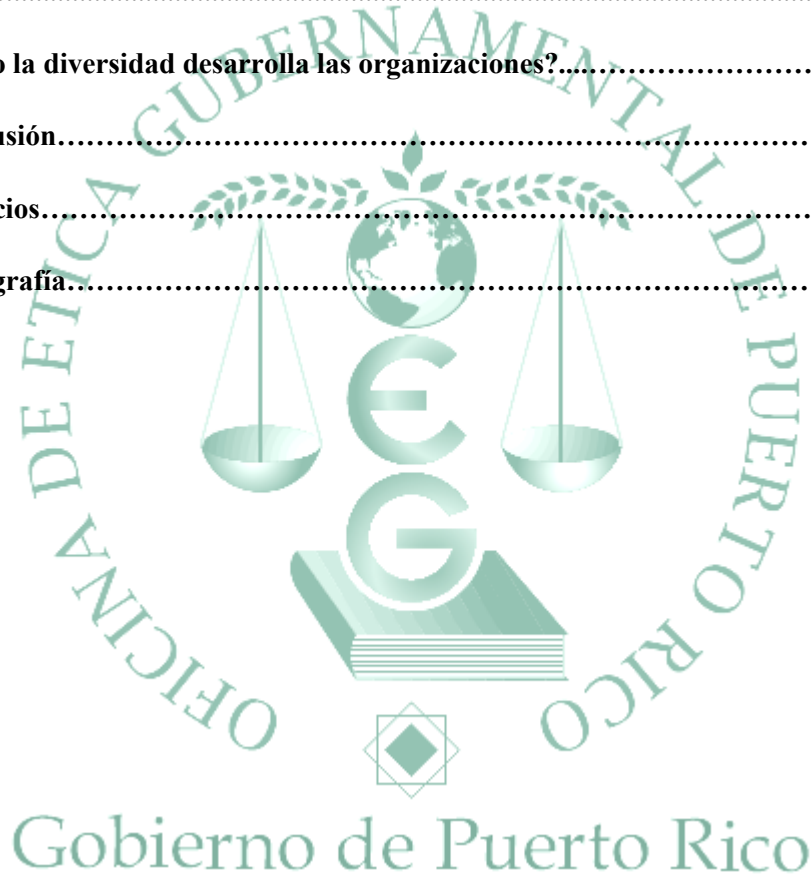 o la diversidad desarrolla las organizaciones?...……………………
usión…………………………………………………………………………
cios……………………………………………………………………………
grafía…………………………………………………………………………
OFICINA DE ETICA GUBERNAMENTAL DE PUERTO RICO
E
G
Gobierno de Puerto Rico